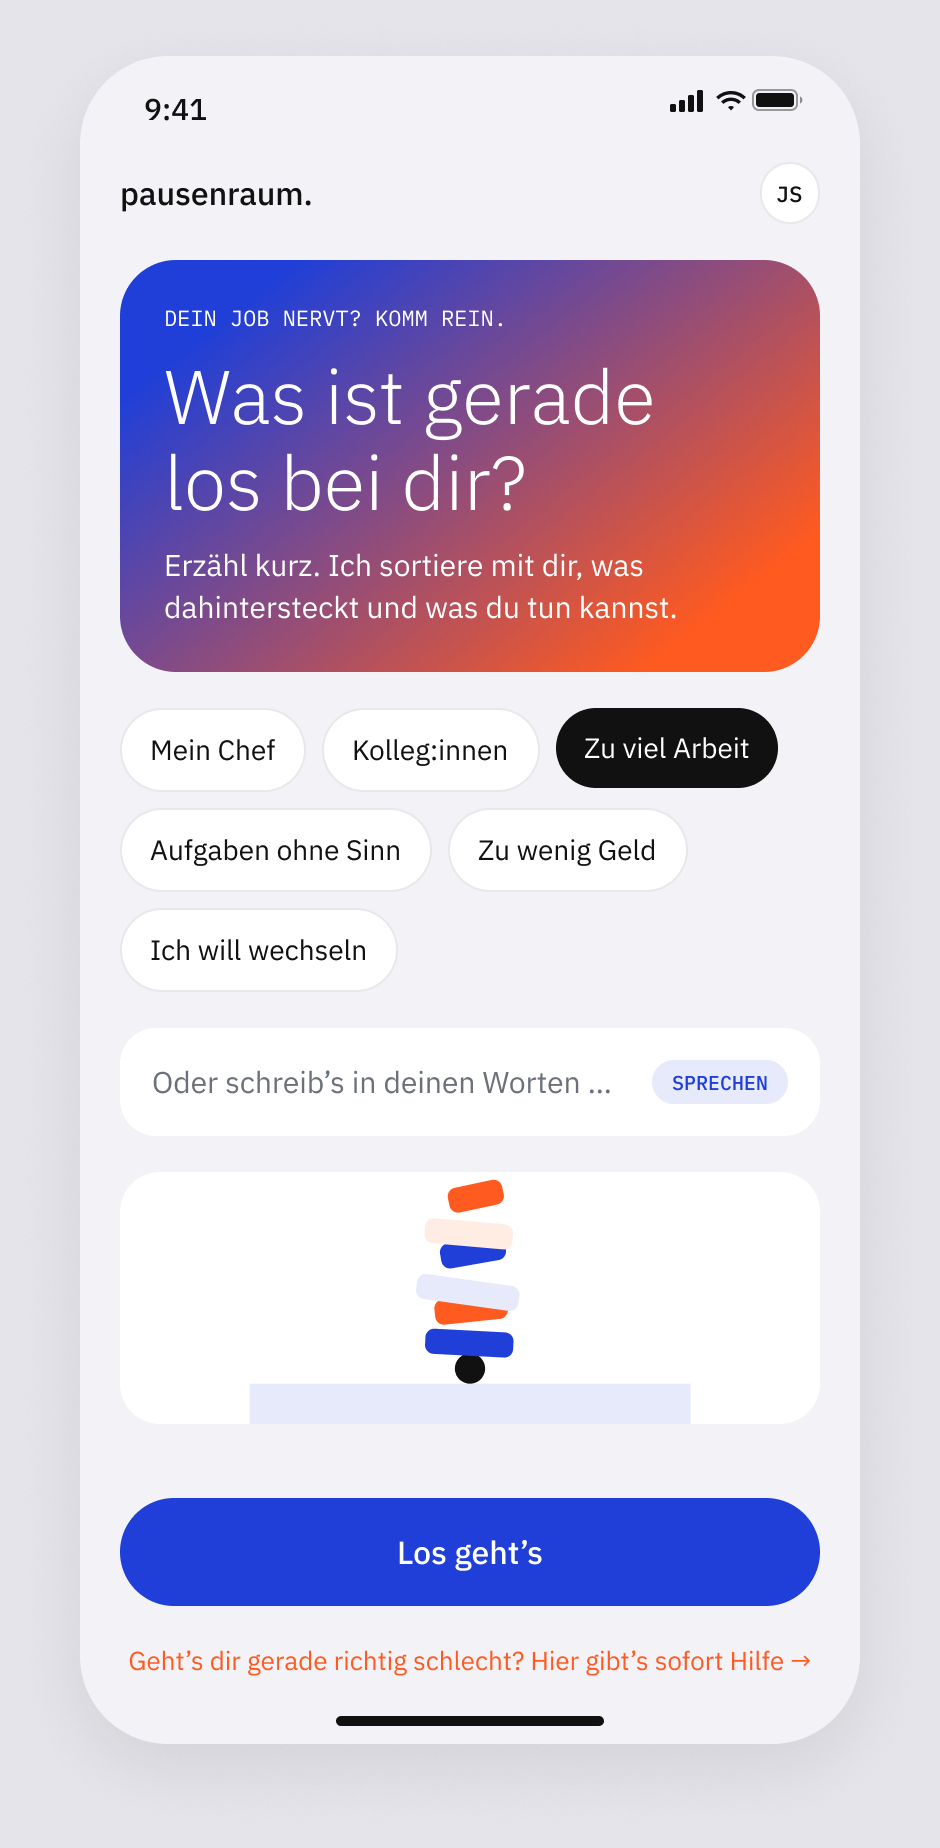 9:41
pausenraum.
JS
DEIN JOB NERVT? KOMM REIN.
Was ist gerade
los bei dir?
Erzähl kurz. Ich sortiere mit dir, was
dahintersteckt und was du tun kannst.
Mein Chef
Kolleg:innen
Zu viel Arbeit
Aufgaben ohne Sinn
Zu wenig Geld
Ich will wechseln
Oder schreib’s in deinen Worten ...
SPRECHEN
Los geht’s
Geht’s dir gerade richtig schlecht? Hier gibt’s sofort Hilfe →